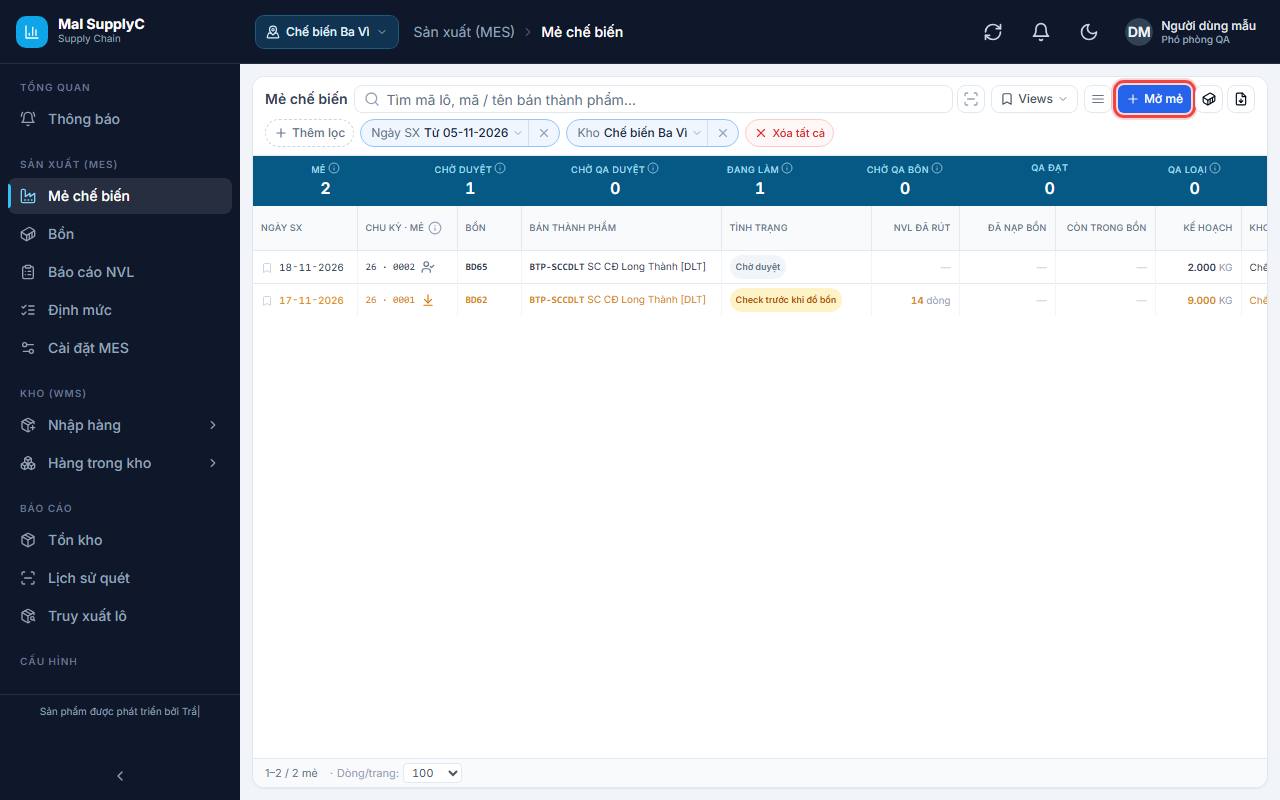 Mal SupplyC
Supply Chain
Chế biến Ba Vì
Sản xuất (MES)
Mẻ chế biến
DM
Người dùng mẫu
Phó phòng QA
TỔNG QUAN
Thông báo
SẢN XUẤT (MES)
Mẻ chế biến
Bồn
Báo cáo NVL
Định mức
Cài đặt MES
KHO (WMS)
Nhập hàng
Hàng trong kho
BÁO CÁO
Tồn kho
Lịch sử quét
Truy xuất lô
CẤU HÌNH
Sản phẩm được phát triển bởi Trầ|
Mẻ chế biến
Tìm mã lô, mã / tên bán thành phẩm...
Views
Mở mẻ
Thêm lọc
Ngày SX Từ 05-11-2026
Kho Chế biến Ba Vì
Xóa tất cả
MẺ CHỜ DUYỆT CHỜ QA DUYỆT ĐANG LÀM CHỜ QA BỒN QA ĐẠT QA LOẠI
2 1 0 1 0 0 0
NGÀY SX CHU KỲ · MẺ BỒN BÁN THÀNH PHẨM TÌNH TRẠNG NVL ĐÃ RÚT ĐÃ NẠP BỒN CÒN TRONG BỒN KẾ HOẠCH KHO
18-11-2026 26 · 0002 BD65 BTP-SCCDLT SC CĐ Long Thành [DLT] Chờ duyệt — — — 2.000 KG Chế
17-11-2026 26 · 0001 BD62 BTP-SCCDLT SC CĐ Long Thành [DLT] Check trước khi đổ bồn 14 dòng — — 9.000 KG Chế
1–2 / 2 mẻ · Dòng/trang: 100